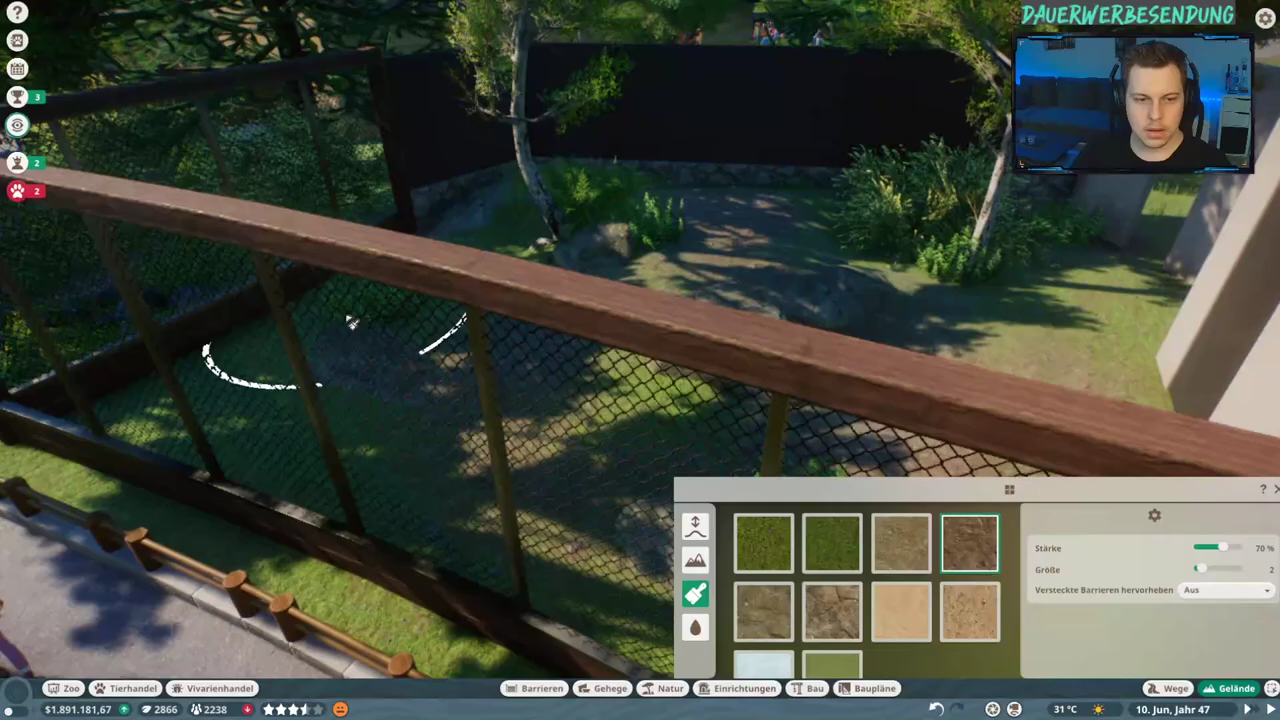 DAUERWERBESENDUNG
?
3
2
2
?
Stärke 70 %
Größe 2
Versteckte Barrieren hervorheben Aus
Zoo Tierhandel Vivarienhandel Barrieren Gehege Natur Einrichtungen Bau Baupläne Wege Gelände
$1.891.181,67 2866 2238 31 °C 10. Jun, Jahr 47